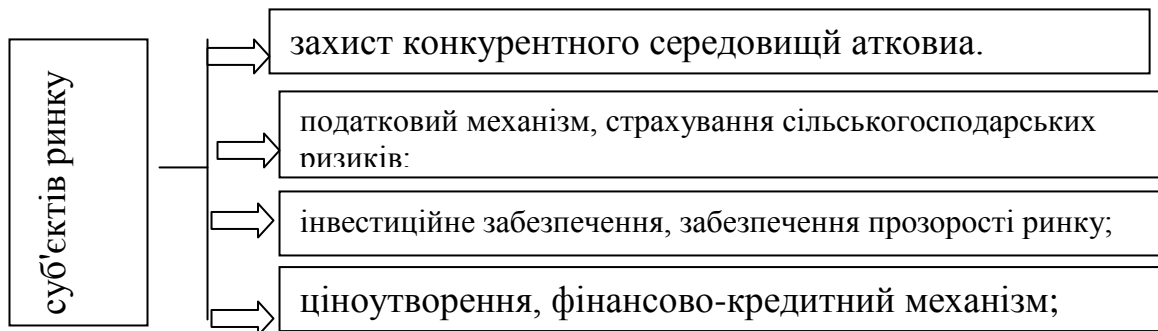 суб'єктів ринку
захист конкурентного середовищй атковиа.
податковий механізм, страхування сільськогосподарських
ризиків;
інвестиційне забезпечення, забезпечення прозорості ринку;
ціноутворення, фінансово-кредитний механізм;